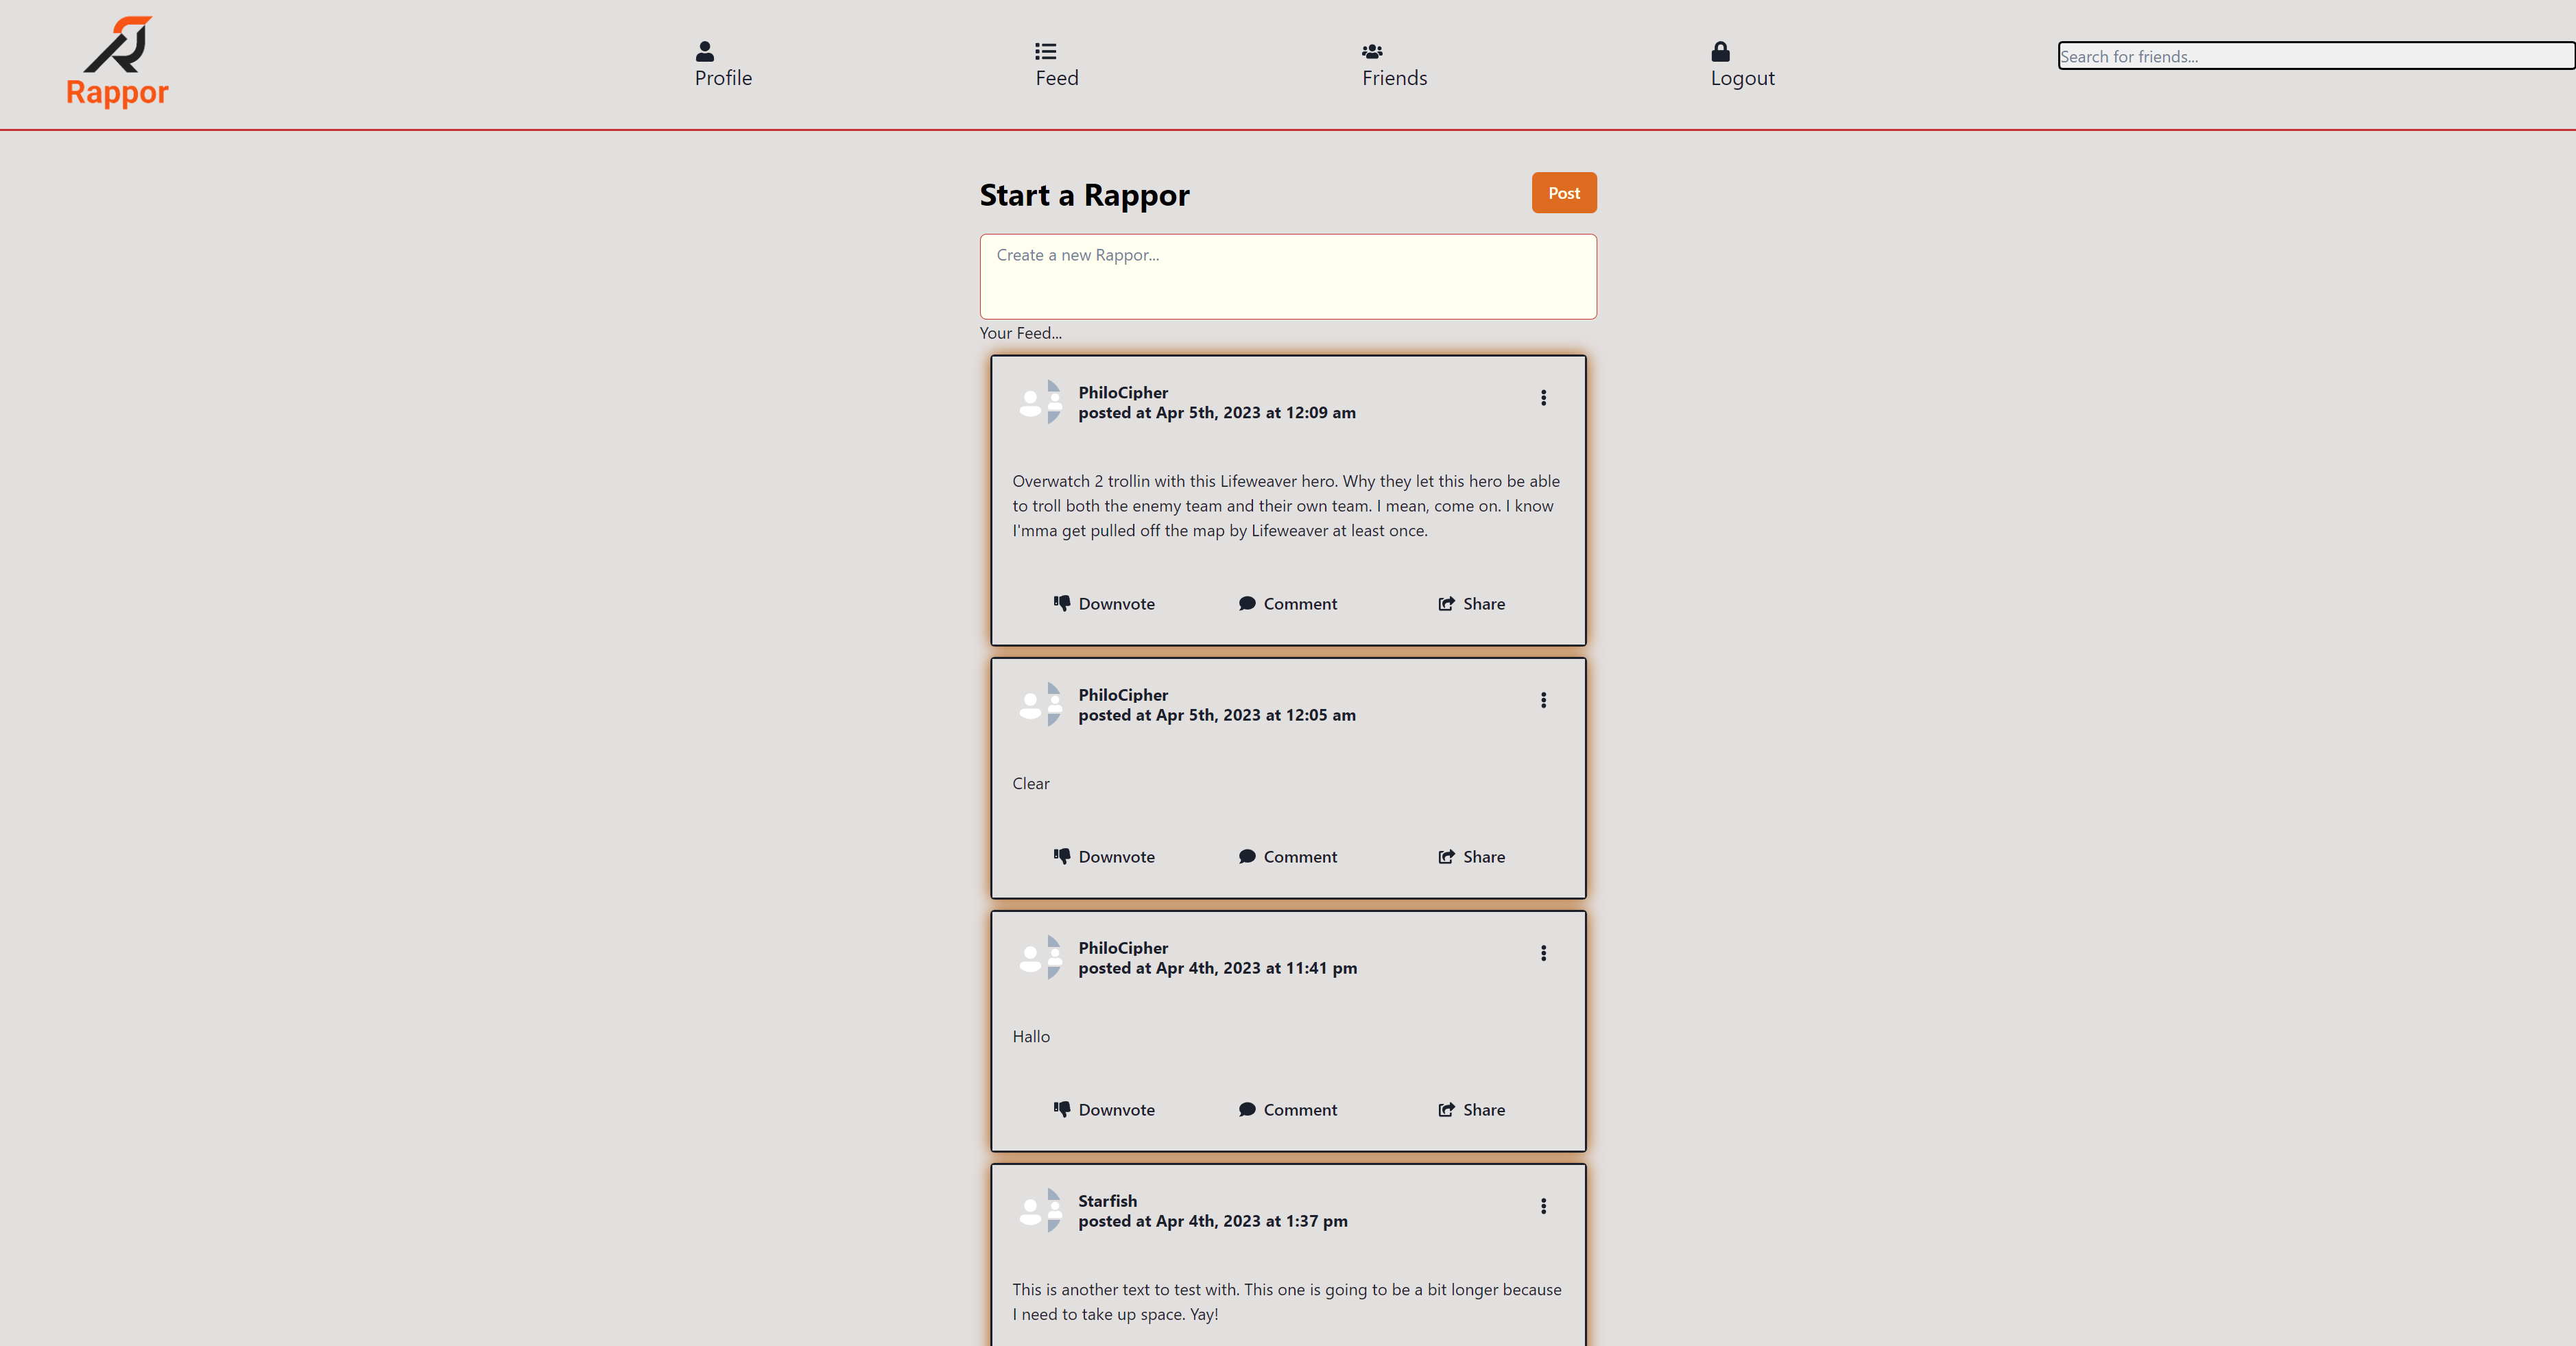 Rappor
Profile
Feed
Friends
Logout
Search for friends...
Start a Rappor
Post
Create a new Rappor...
Your Feed...
PhiloCipher
posted at Apr 5th, 2023 at 12:09 am
Overwatch 2 trollin with this Lifeweaver hero. Why they let this hero be able
to troll both the enemy team and their own team. I mean, come on. I know
I'mma get pulled off the map by Lifeweaver at least once.
Downvote
Comment
Share
PhiloCipher
posted at Apr 5th, 2023 at 12:05 am
Clear
Downvote
Comment
Share
PhiloCipher
posted at Apr 4th, 2023 at 11:41 pm
Hallo
Downvote
Comment
Share
Starfish
posted at Apr 4th, 2023 at 1:37 pm
This is another text to test with. This one is going to be a bit longer because
I need to take up space. Yay!